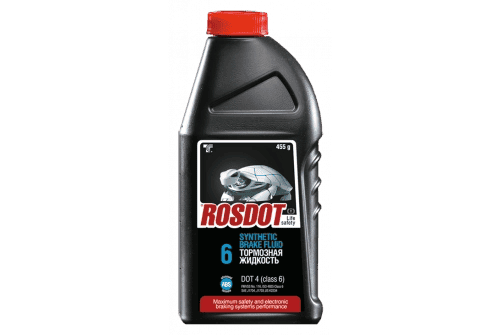 455 g
ROSDOT
Life
safety
6
SYNTHETIC
BRAKE FLUID
ТОРМОЗНАЯ
ЖИДКОСТЬ
DOT 4 (class 6)
ABS
Maximum safety and electronic
braking systems performance